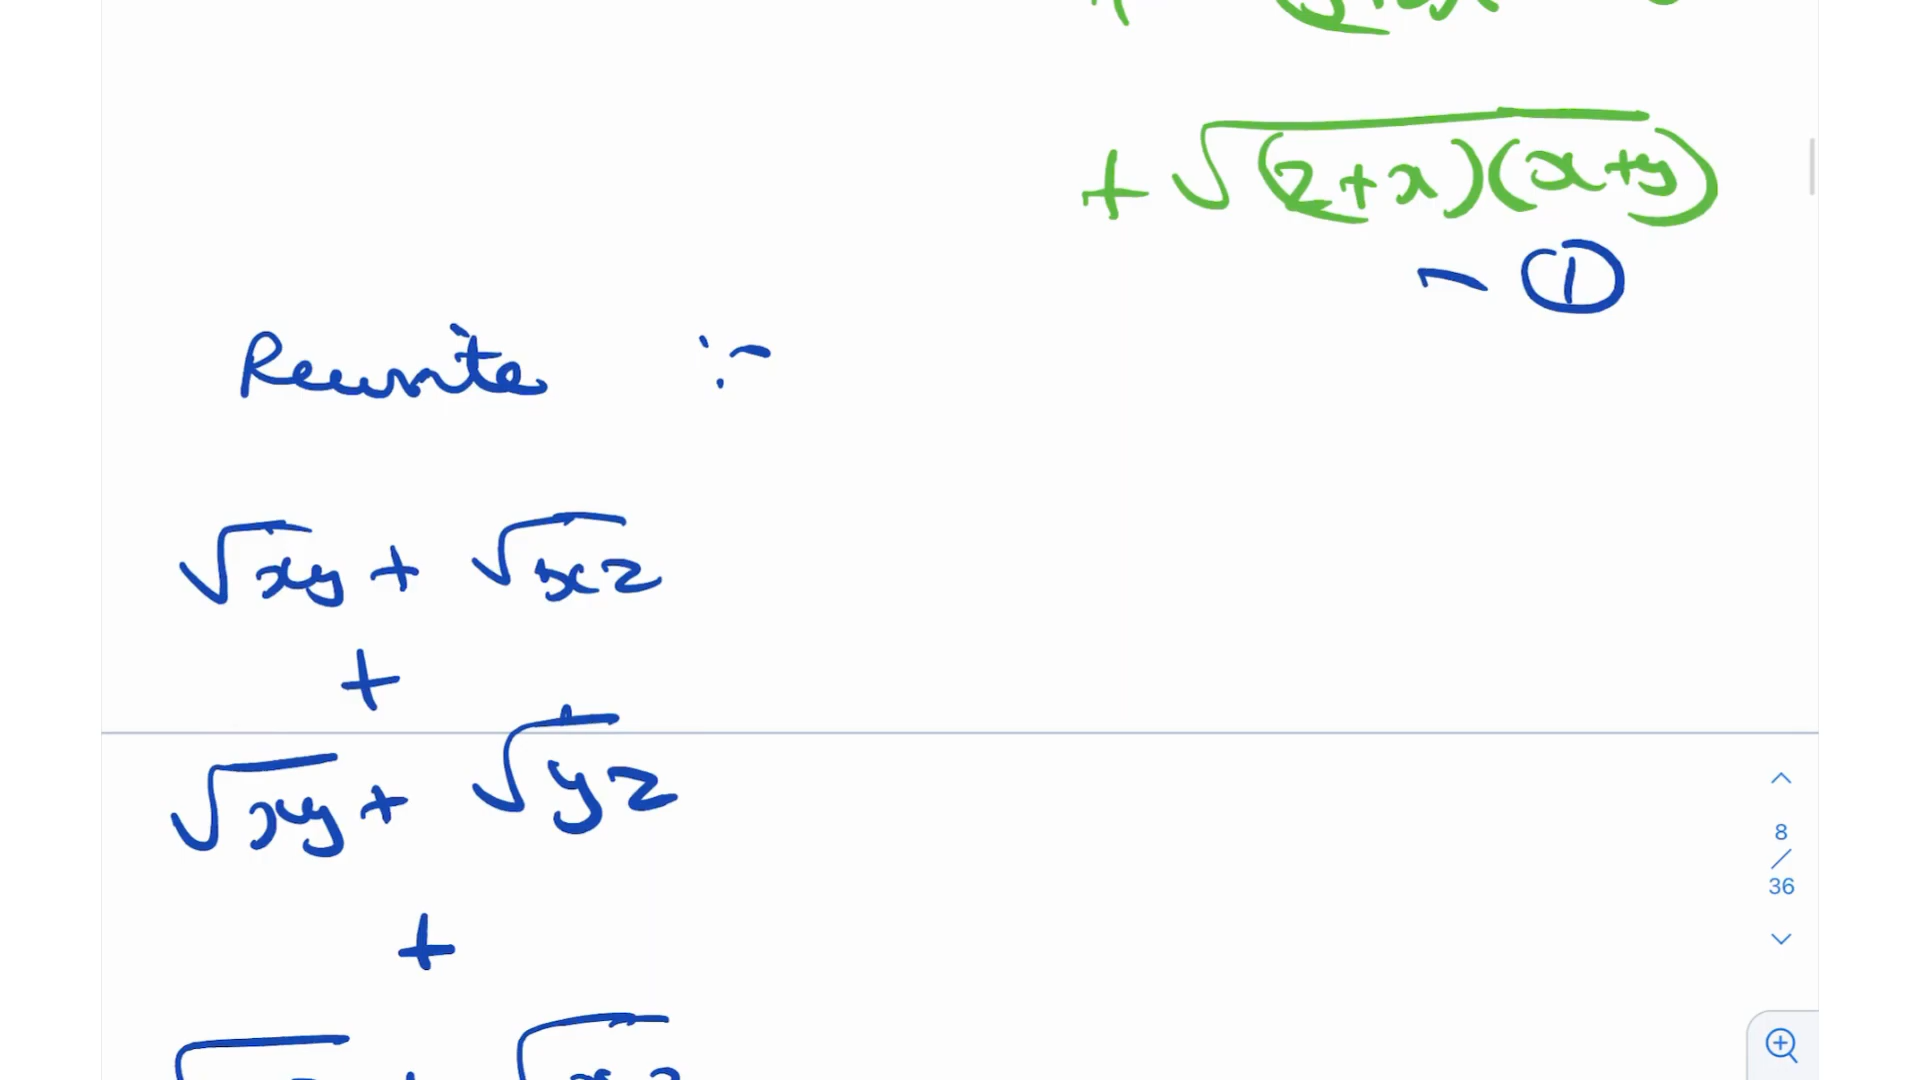 + √(z+x)(x+y)
- ①
Rewrite :-
√xy + √xz
+
√xy + √yz
+
8
/
36